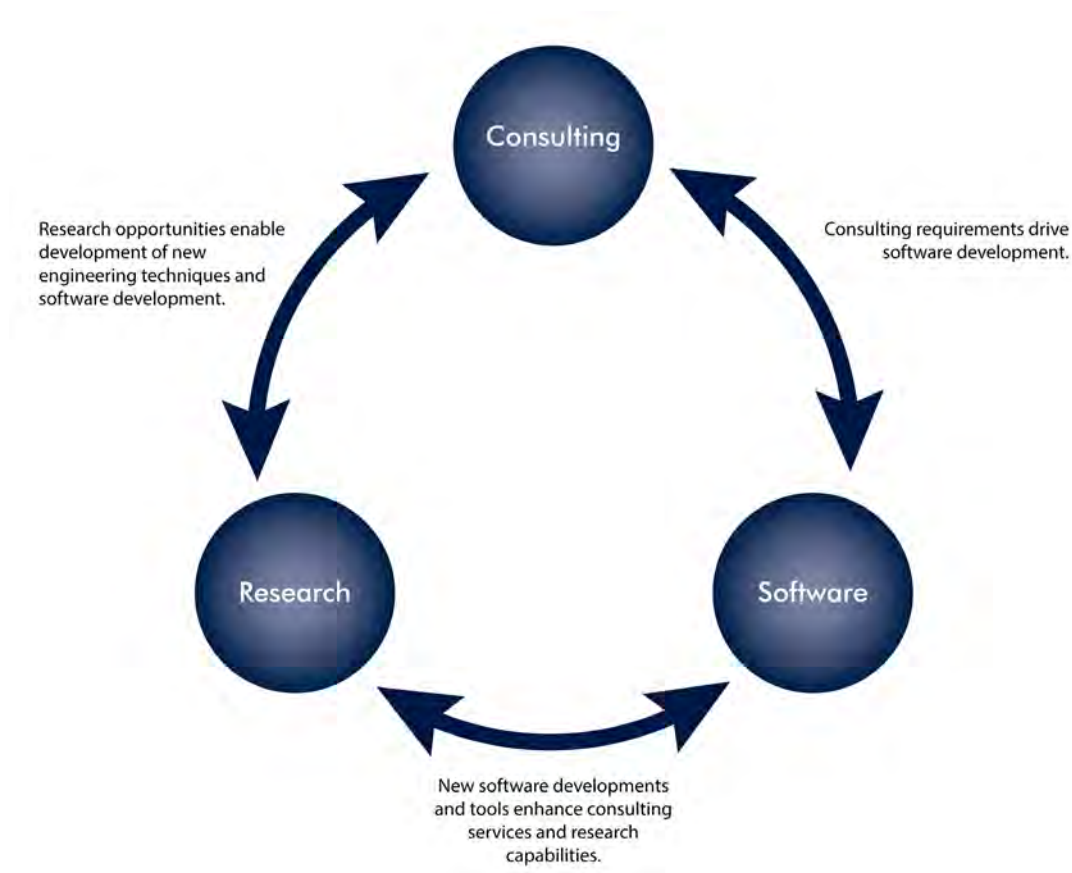 Consulting
Research opportunities enable
development of new
engineering techniques and
software development.
Consulting requirements drive
software development.
Research
Software
New software developments
and tools enhance consulting
services and research
capabilities.